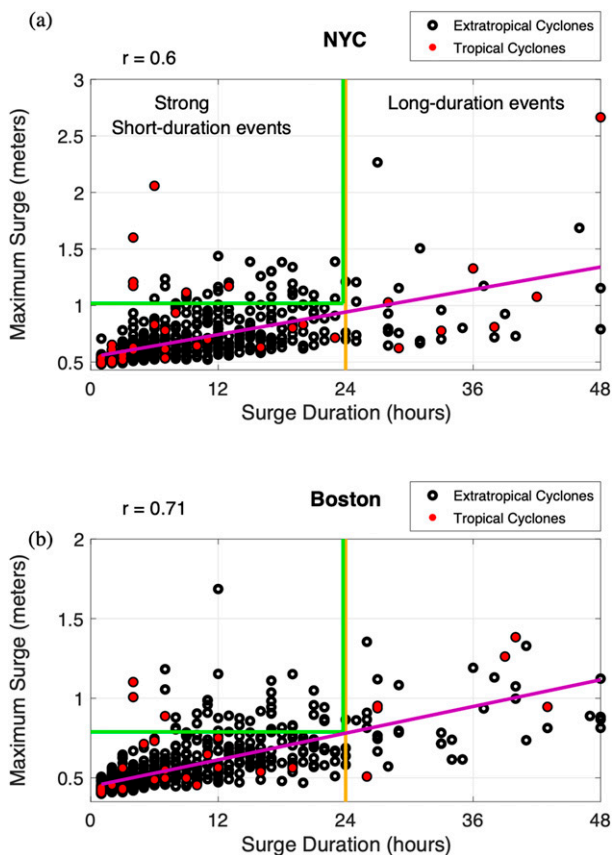 (a)
NYC
r = 0.6
Extratropical Cyclones
Tropical Cyclones
Strong
Short-duration events
Long-duration events
Maximum Surge (meters)
3
2.5
2
1.5
1
0.5
0
12
24
36
48
Surge Duration (hours)
(b)
Boston
r = 0.71
Extratropical Cyclones
Tropical Cyclones
Maximum Surge (meters)
2
1.5
1
0.5
0
12
24
36
48
Surge Duration (hours)